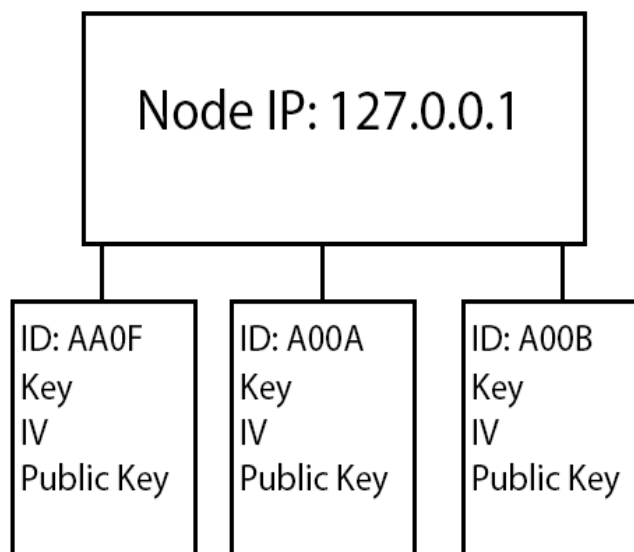 Node IP: 127.0.0.1
ID: AA0F
Key
IV
Public Key
ID: A00A
Key
IV
Public Key
ID: A00B
Key
IV
Public Key